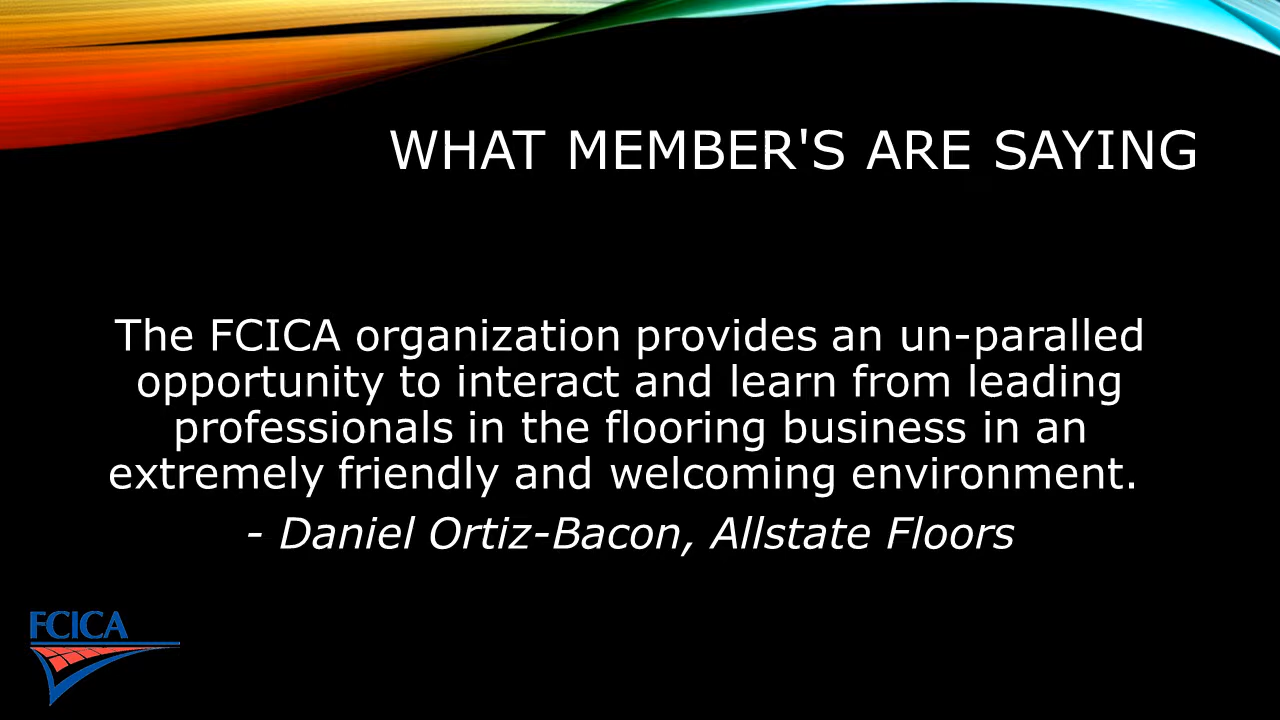 WHAT MEMBER'S ARE SAYING
The FCICA organization provides an un-paralled
opportunity to interact and learn from leading
professionals in the flooring business in an
extremely friendly and welcoming environment.
- Daniel Ortiz-Bacon, Allstate Floors
FCICA